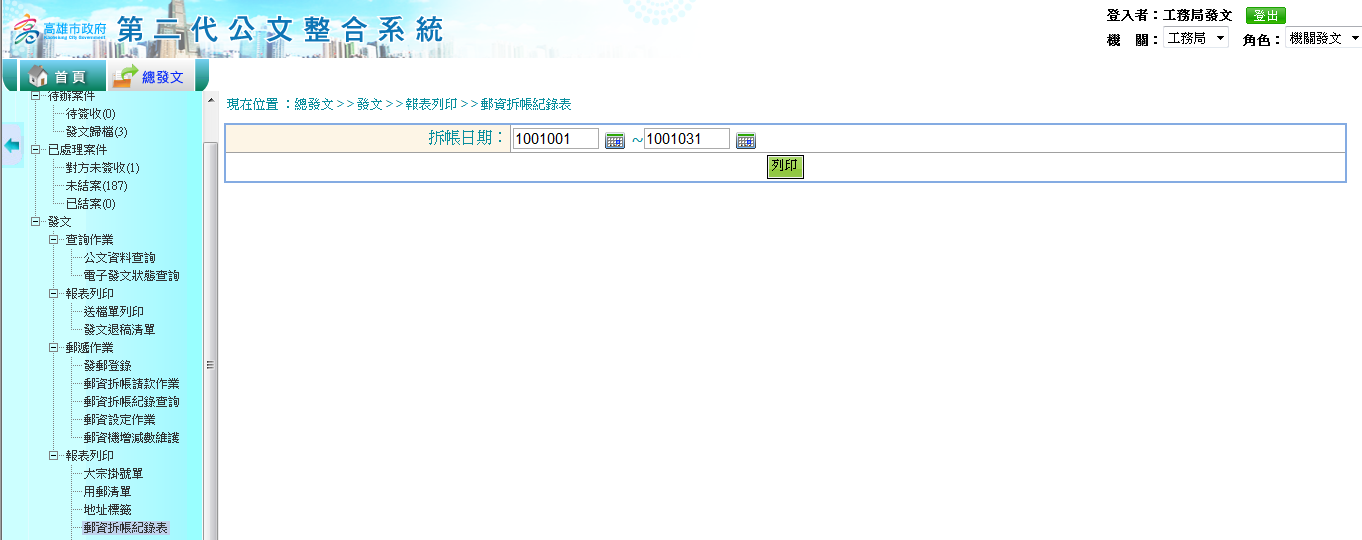 高雄市政府
Kaohsiung City Government
第二代公文整合系統
登入者：工務局發文 登出
機 關： 工務局 角色： 機關發文
首頁 總發文
現在位置 ：總發文>>發文>>報表列印>>郵資拆帳紀錄表
拆帳日期： 1001001 ~ 1001031
列印
待辦案件
待簽收(0)
發文歸檔(3)
已處理案件
對方未簽收(1)
未結案(187)
已結案(0)
發文
查詢作業
公文資料查詢
電子發文狀態查詢
報表列印
送檔單列印
發文退稿清單
郵遞作業
發郵登錄
郵資拆帳請款作業
郵資拆帳紀錄查詢
郵資設定作業
郵資機增減數維護
報表列印
大宗掛號單
用郵清單
地址標籤
郵資拆帳紀錄表